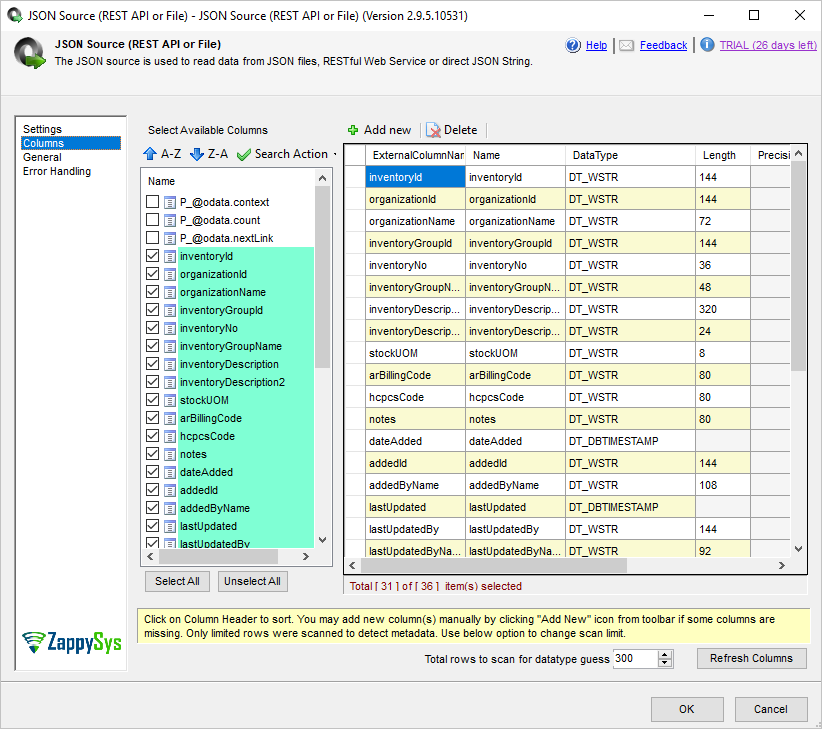 JSON Source (REST API or File) - JSON Source (REST API or File) (Version 2.9.5.10531)
JSON Source (REST API or File)
The JSON source is used to read data from JSON files, RESTful Web Service or direct JSON String.
Help Feedback TRIAL (26 days left)
Settings
Columns
General
Error Handling
Select Available Columns
A-Z Z-A Search Action
Name
P_@odata.context
P_@odata.count
P_@odata.nextLink
inventoryId
organizationId
organizationName
inventoryGroupId
inventoryNo
inventoryGroupName
inventoryDescription
inventoryDescription2
stockUOM
arBillingCode
hcpcsCode
notes
dateAdded
addedId
addedByName
lastUpdated
lastUpdatedBy
Select All Unselect All
Add new Delete
ExternalColumnNar Name DataType Length Precisi
inventoryId inventoryId DT_WSTR 144
organizationId organizationId DT_WSTR 144
organizationName organizationName DT_WSTR 72
inventoryGroupId inventoryGroupId DT_WSTR 144
inventoryNo inventoryNo DT_WSTR 36
inventoryGroupN... inventoryGroupN... DT_WSTR 48
inventoryDescrip... inventoryDescrip... DT_WSTR 320
inventoryDescrip... inventoryDescrip... DT_WSTR 24
stockUOM stockUOM DT_WSTR 8
arBillingCode arBillingCode DT_WSTR 80
hcpcsCode hcpcsCode DT_WSTR 80
notes notes DT_WSTR 80
dateAdded dateAdded DT_DBTIMESTAMP
addedId addedId DT_WSTR 144
addedByName addedByName DT_WSTR 108
lastUpdated lastUpdated DT_DBTIMESTAMP
lastUpdatedBy lastUpdatedBy DT_WSTR 144
lastUpdatedByNa... lastUpdatedByNa... DT_WSTR 92
Total [ 31 ] of [ 36 ] item(s) selected
ZappySys
Click on Column Header to sort. You may add new column(s) manually by clicking "Add New" icon from toolbar if some columns are
missing. Only limited rows were scanned to detect metadata. Use below option to change scan limit.
Total rows to scan for datatype guess 300 Refresh Columns
OK Cancel